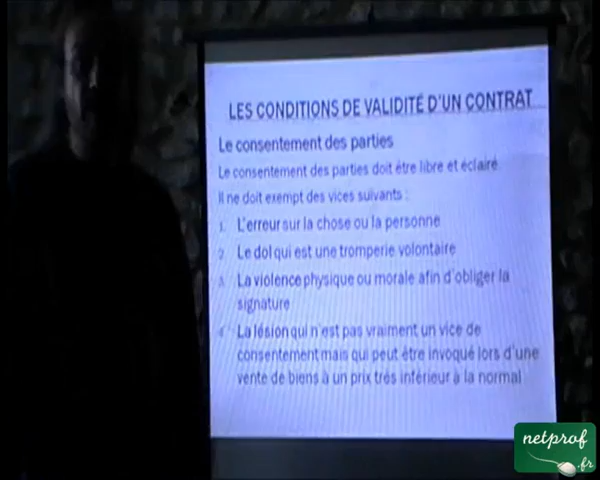 LES CONDITIONS DE VALIDITÉ D'UN CONTRAT
Le consentement des parties
Le consentement des parties doit être libre et éclairé
Il ne doit exempt des vices suivants :
1. L'erreur sur la chose ou la personne
2. Le dol qui est une tromperie volontaire
3. La violence physique ou morale afin d'obliger la
signature
4. La lésion qui n'est pas vraiment un vice de
consentement mais qui peut être invoqué lors d'une
vente de biens à un prix très inférieur à la normal
netprof
.fr